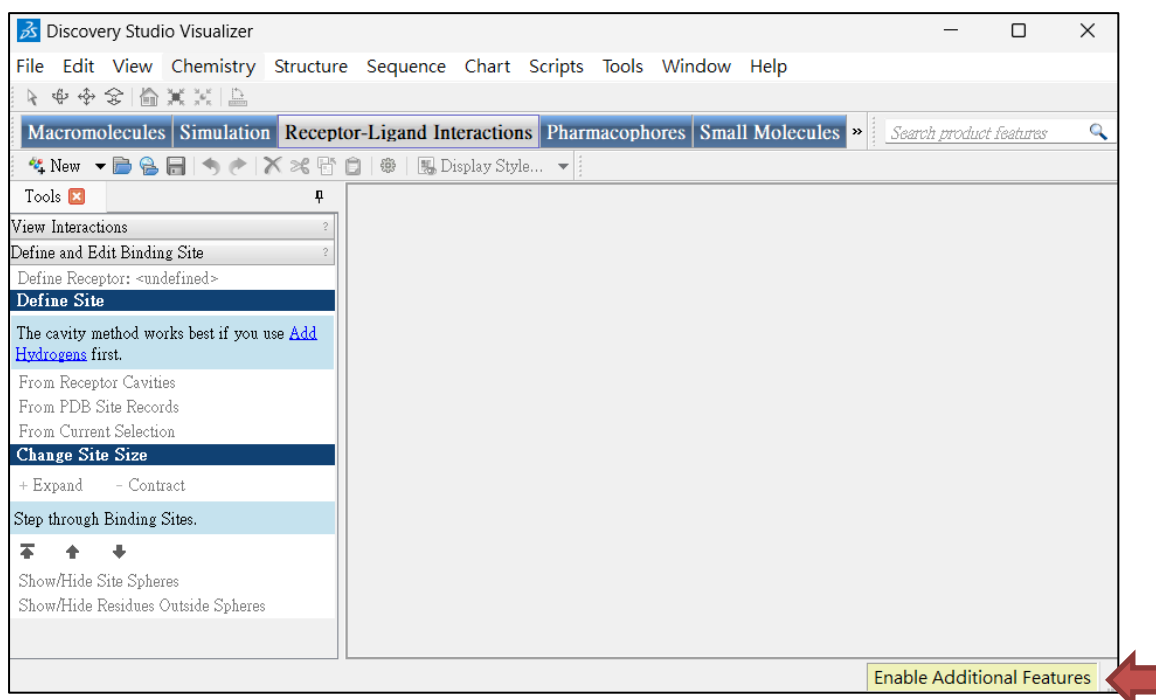 Discovery Studio Visualizer
File Edit View Chemistry Structure Sequence Chart Scripts Tools Window Help
Macromolecules Simulation Receptor-Ligand Interactions Pharmacophores Small Molecules » Search product features
New Display Style...
Tools
View Interactions ?
Define and Edit Binding Site ?
Define Receptor: <undefined>
Define Site
The cavity method works best if you use Add
Hydrogens first.
From Receptor Cavities
From PDB Site Records
From Current Selection
Change Site Size
+ Expand - Contract
Step through Binding Sites.
Show/Hide Site Spheres
Show/Hide Residues Outside Spheres
Enable Additional Features